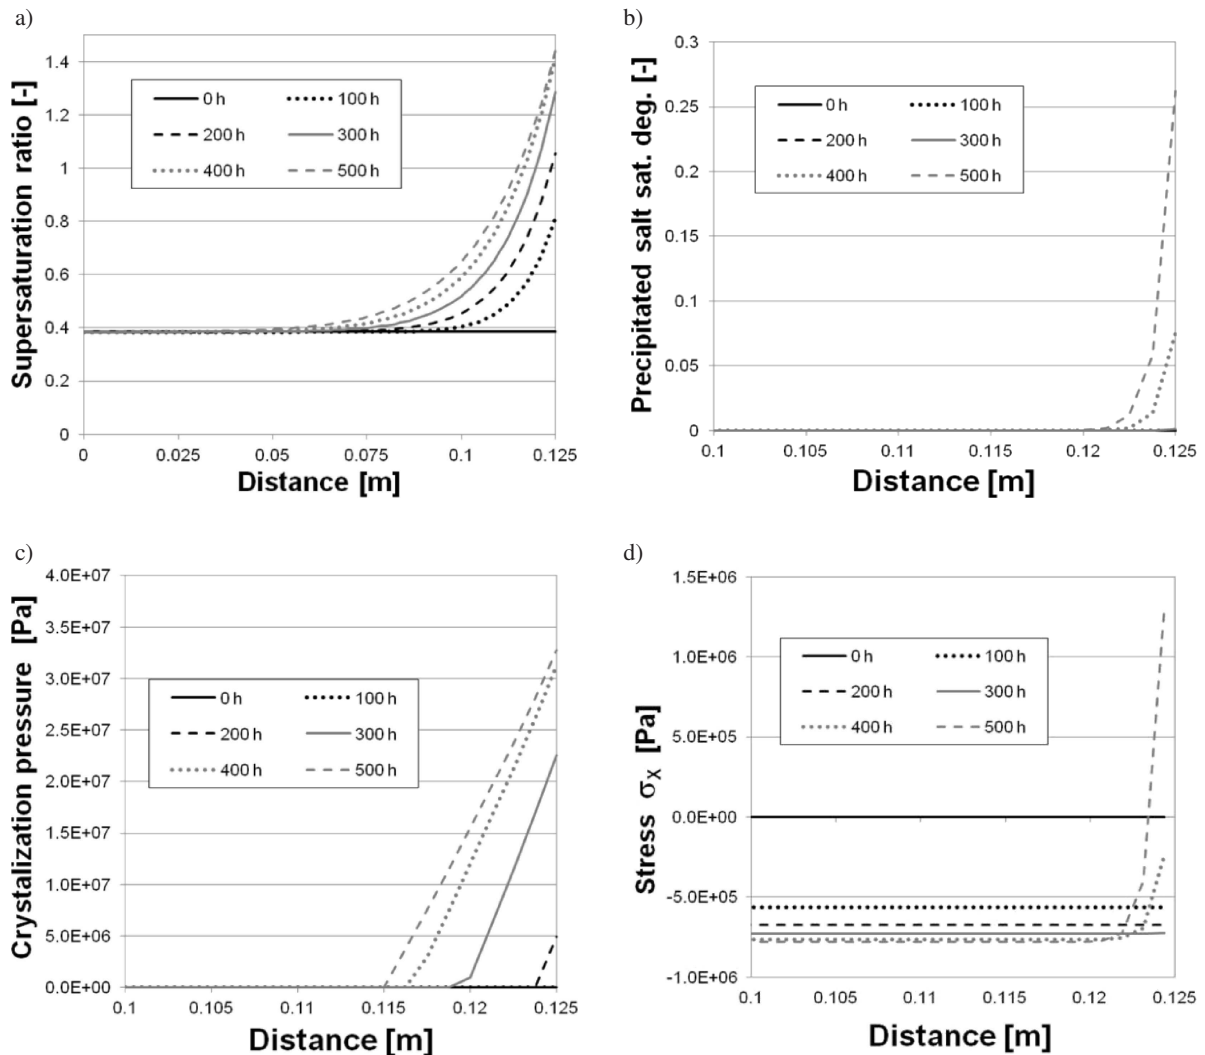 a)
Supersaturation ratio [-]
1.4
1.2
1
0.8
0.6
0.4
0.2
0
0 h 100 h
200 h 300 h
400 h 500 h
0 0.025 0.05 0.075 0.1 0.125
Distance [m]
b)
Precipitated salt sat. deg. [-]
0.3
0.25
0.2
0.15
0.1
0.05
0
0 h 100 h
200 h 300 h
400 h 500 h
0.1 0.105 0.11 0.115 0.12 0.125
Distance [m]
c)
Crystalization pressure [Pa]
4.0E+07
3.5E+07
3.0E+07
2.5E+07
2.0E+07
1.5E+07
1.0E+07
5.0E+06
0.0E+00
0 h 100 h
200 h 300 h
400 h 500 h
0.1 0.105 0.11 0.115 0.12 0.125
Distance [m]
d)
Stress σX [Pa]
1.5E+06
1.0E+06
5.0E+05
0.0E+00
-5.0E+05
-1.0E+06
0 h 100 h
200 h 300 h
400 h 500 h
0.1 0.105 0.11 0.115 0.12 0.125
Distance [m]